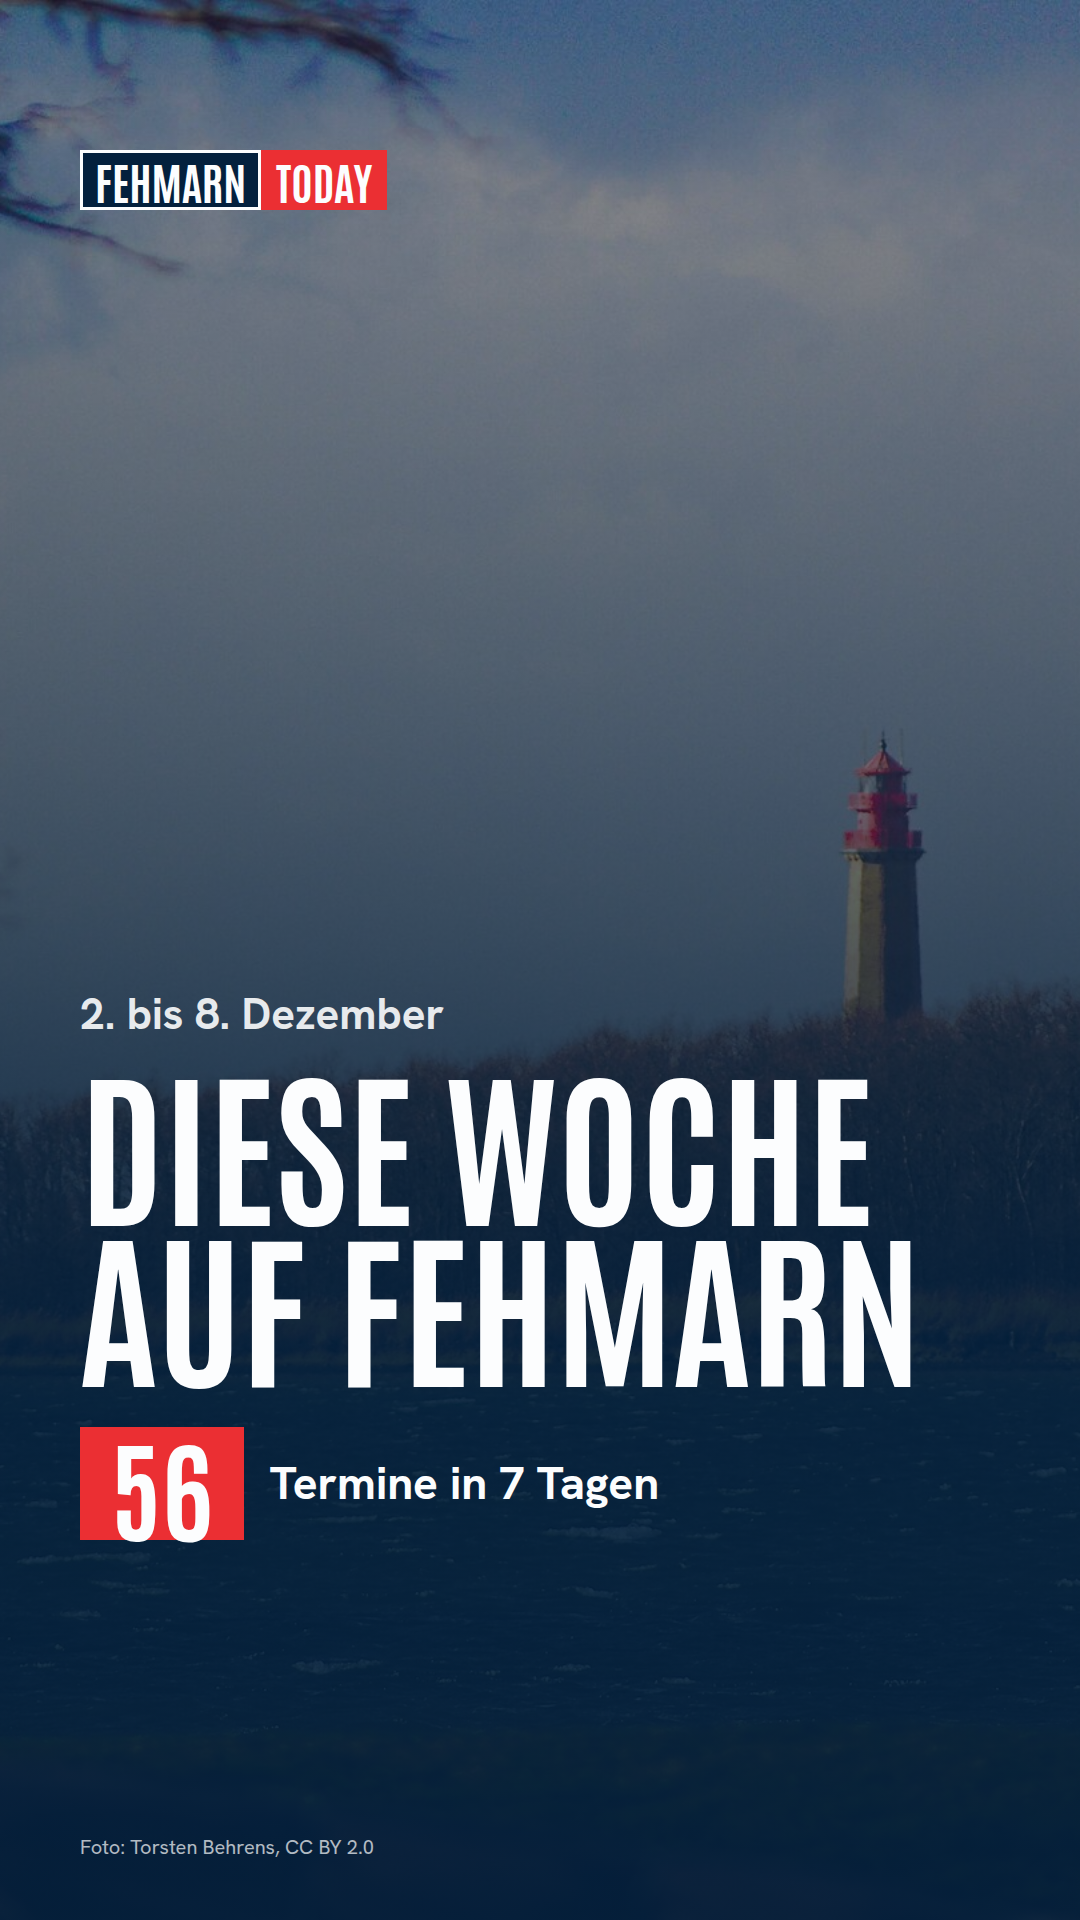 FEHMARN TODAY
2. bis 8. Dezember
DIESE WOCHE
AUF FEHMARN
56 Termine in 7 Tagen
Foto: Torsten Behrens, CC BY 2.0